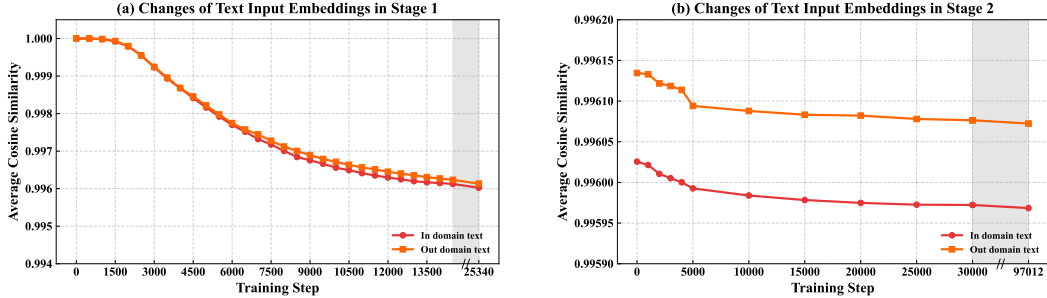 (a) Changes of Text Input Embeddings in Stage 1
Average Cosine Similarity
1.000
0.999
0.998
0.997
0.996
0.995
0.994
In domain text
Out domain text
0 1500 3000 4500 6000 7500 9000 10500 12000 13500 // 25340
Training Step
(b) Changes of Text Input Embeddings in Stage 2
Average Cosine Similarity
0.99620
0.99615
0.99610
0.99605
0.99600
0.99595
0.99590
In domain text
Out domain text
0 5000 10000 15000 20000 25000 30000 // 97012
Training Step